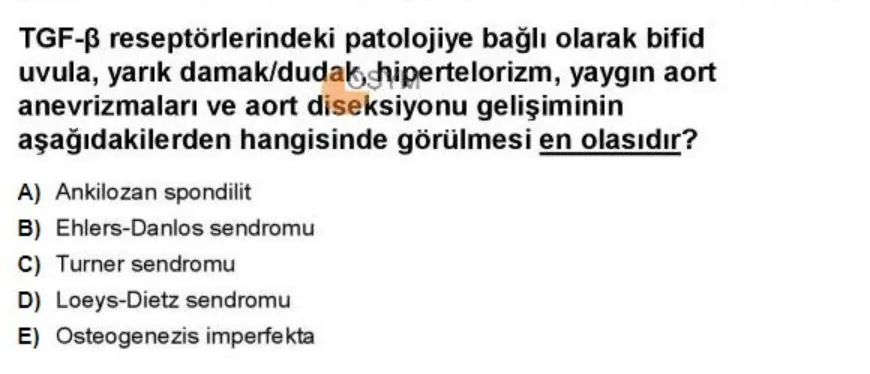 TGF-β reseptörlerindeki patolojiye bağlı olarak bifid
uvula, yarık damak/dudak, hipertelorizm, yaygın aort
anevrizmaları ve aort diseksiyonu gelişiminin
aşağıdakilerden hangisinde görülmesi en olasıdır?
A) Ankilozan spondilit
B) Ehlers-Danlos sendromu
C) Turner sendromu
D) Loeys-Dietz sendromu
E) Osteogenezis imperfekta
ÖSYM